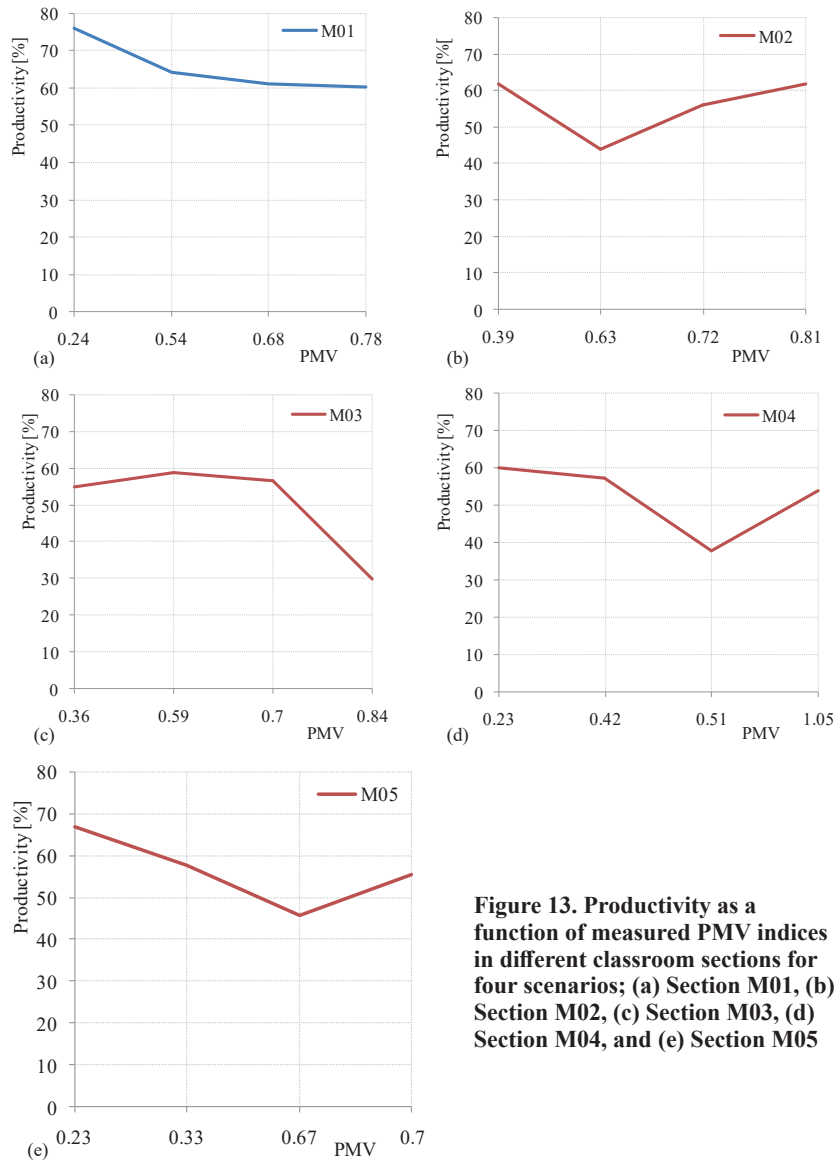 Productivity [%]
80
70
60
50
40
30
20
10
0
M01
0.24 0.54 0.68 0.78
(a) PMV
Productivity [%[
80
70
60
50
40
30
20
10
0
M02
0.39 0.63 0.72 0.81
(b) PMV
Productivity [%]
80
70
60
50
40
30
20
10
0
M03
0.36 0.59 0.7 0.84
(c) PMV
Productivity [%]
80
70
60
50
40
30
20
10
0
M04
0.23 0.42 0.51 1.05
(d) PMV
Productivity [%]
80
70
60
50
40
30
20
10
0
M05
0.23 0.33 0.67 0.7
(e) PMV
Figure 13. Productivity as a
function of measured PMV indices
in different classroom sections for
four scenarios; (a) Section M01, (b)
Section M02, (c) Section M03, (d)
Section M04, and (e) Section M05